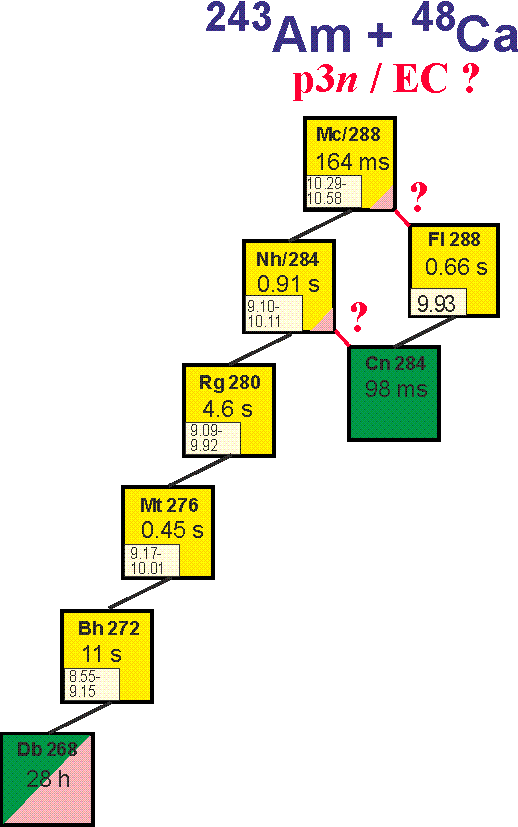 ²⁴³Am + ⁴⁸Ca
p3n / EC ?
Mc/288
164 ms
10.29-
10.58
?
Fl 288
0.66 s
9.93
Nh/284
0.91 s
9.10-
10.11
?
Cn 284
98 ms
Rg 280
4.6 s
9.09-
9.92
Mt 276
0.45 s
9.17-
10.01
Bh 272
11 s
8.55-
9.15
Db 268
28 h